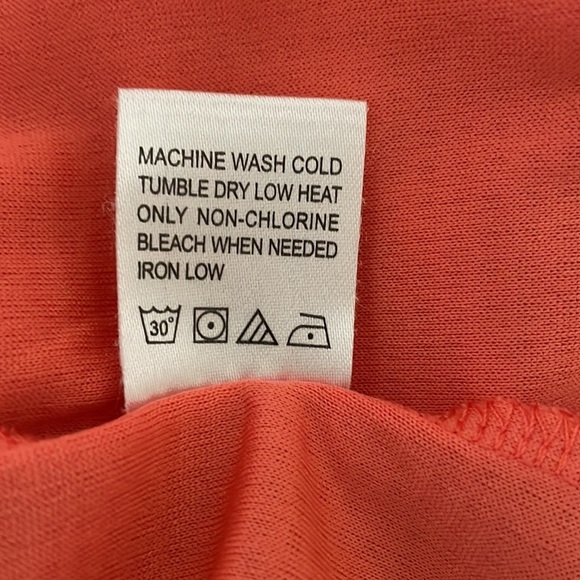 MACHINE WASH COLD
TUMBLE DRY LOW HEAT
ONLY NON-CHLORINE
BLEACH WHEN NEEDED
IRON LOW
30°